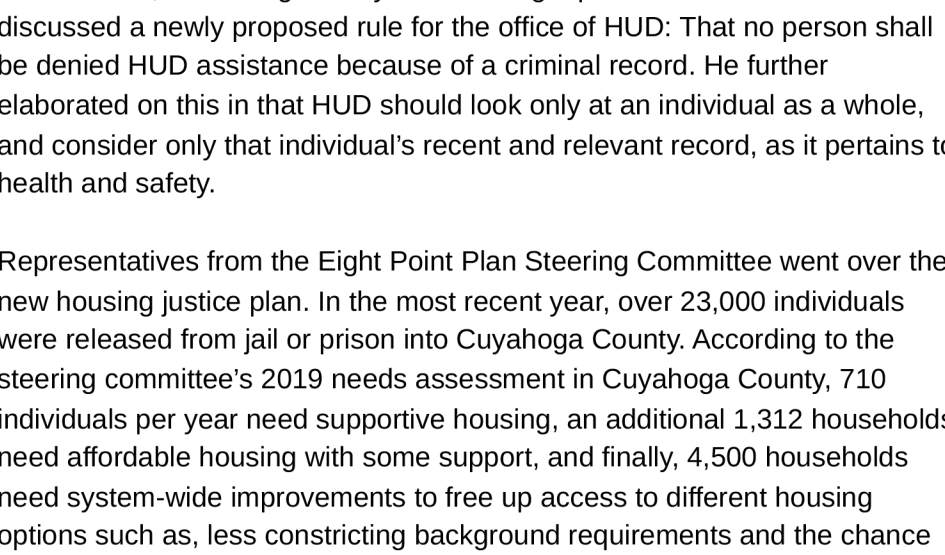 discussed a newly proposed rule for the office of HUD: That no person shall
be denied HUD assistance because of a criminal record. He further
elaborated on this in that HUD should look only at an individual as a whole,
and consider only that individual’s recent and relevant record, as it pertains to
health and safety.
Representatives from the Eight Point Plan Steering Committee went over the
new housing justice plan. In the most recent year, over 23,000 individuals
were released from jail or prison into Cuyahoga County. According to the
steering committee’s 2019 needs assessment in Cuyahoga County, 710
individuals per year need supportive housing, an additional 1,312 households
need affordable housing with some support, and finally, 4,500 households
need system-wide improvements to free up access to different housing
options such as, less constricting background requirements and the chance